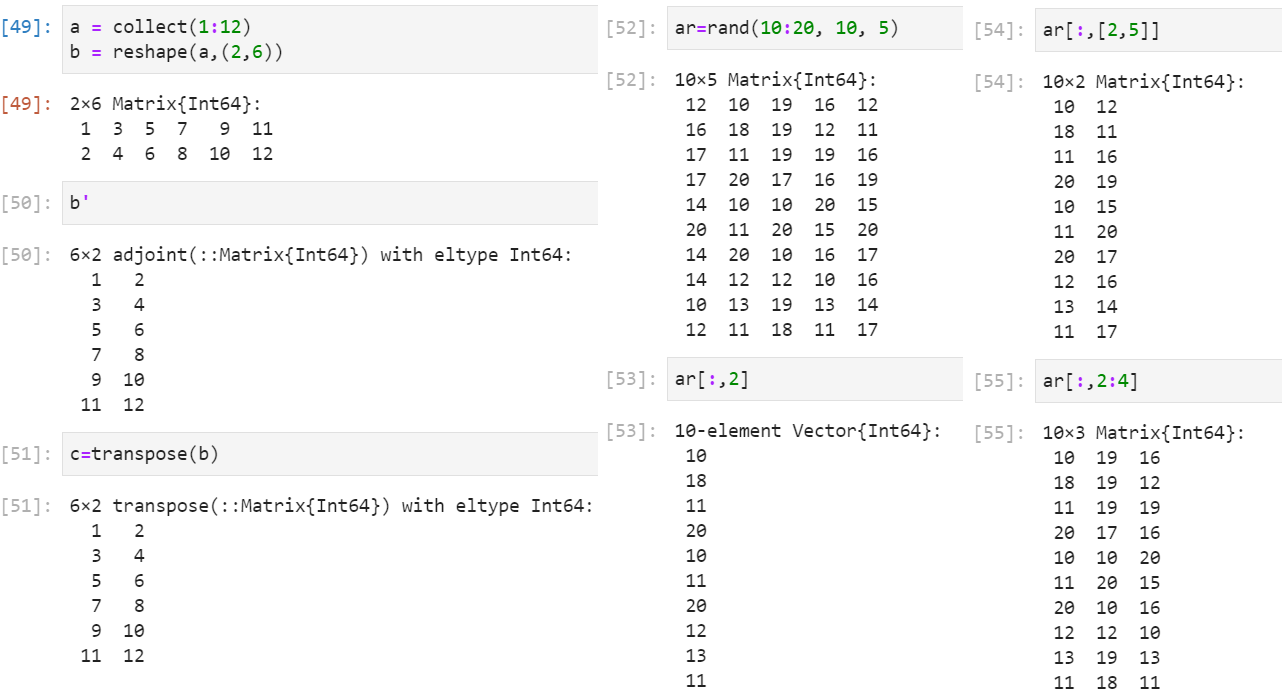 [49]: a = collect(1:12)
b = reshape(a,(2,6))
[49]: 2×6 Matrix{Int64}:
1 3 5 7 9 11
2 4 6 8 10 12
[50]: b'
[50]: 6×2 adjoint(::Matrix{Int64}) with eltype Int64:
1 2
3 4
5 6
7 8
9 10
11 12
[51]: c=transpose(b)
[51]: 6×2 transpose(::Matrix{Int64}) with eltype Int64:
1 2
3 4
5 6
7 8
9 10
11 12
[52]: ar=rand(10:20, 10, 5)
[52]: 10×5 Matrix{Int64}:
12 10 19 16 12
16 18 19 12 11
17 11 19 19 16
17 20 17 16 19
14 10 10 20 15
20 11 20 15 20
14 20 10 16 17
14 12 12 10 16
10 13 19 13 14
12 11 18 11 17
[53]: ar[:,2]
[53]: 10-element Vector{Int64}:
10
18
11
20
10
11
20
12
13
11
[54]: ar[:,[2,5]]
[54]: 10×2 Matrix{Int64}:
10 12
18 11
11 16
20 19
10 15
11 20
20 17
12 16
13 14
11 17
[55]: ar[:,2:4]
[55]: 10×3 Matrix{Int64}:
10 19 16
18 19 12
11 19 19
20 17 16
10 10 20
11 20 15
20 10 16
12 12 10
13 19 13
11 18 11